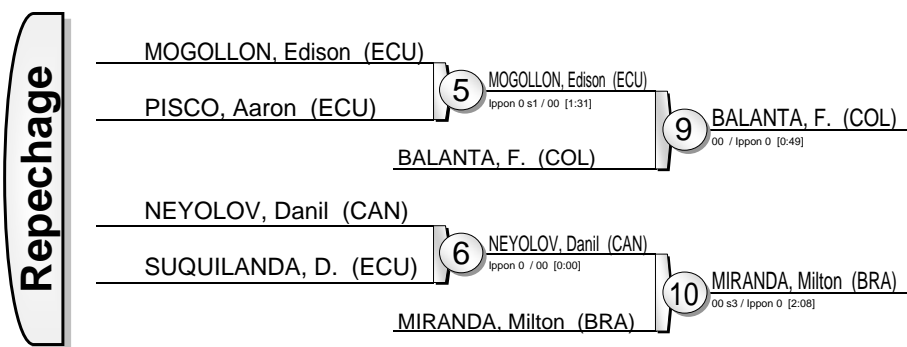 Repechage
MOGOLLON, Edison (ECU)
PISCO, Aaron (ECU)
5
MOGOLLON, Edison (ECU)
Ippon 0 s1 / 00 [1:31]
BALANTA, F. (COL)
9
BALANTA, F. (COL)
00 / Ippon 0 [0:49]
NEYOLOV, Danil (CAN)
SUQUILANDA, D. (ECU)
6
NEYOLOV, Danil (CAN)
Ippon 0 / 00 [0:00]
MIRANDA, Milton (BRA)
10
MIRANDA, Milton (BRA)
00 s3 / Ippon 0 [2:08]